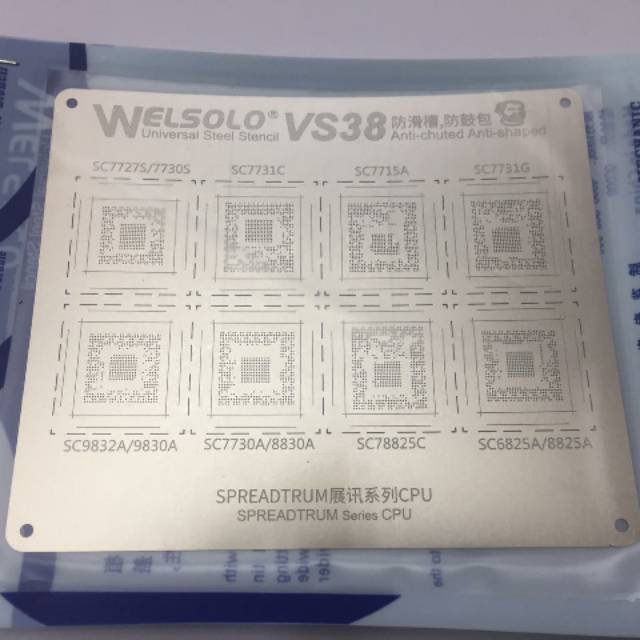 WELSOLO® VS38 防滑槽,防鼓包
Universal Steel Stencil Anti-chuted Anti-shaped
SC7727S/7730S SC7731C SC7715A SC7731G
SC9832A/9830A SC7730A/8830A SC78825C SC6825A/8825A
SPREADTRUM展讯系列CPU
SPREADTRUM Series CPU